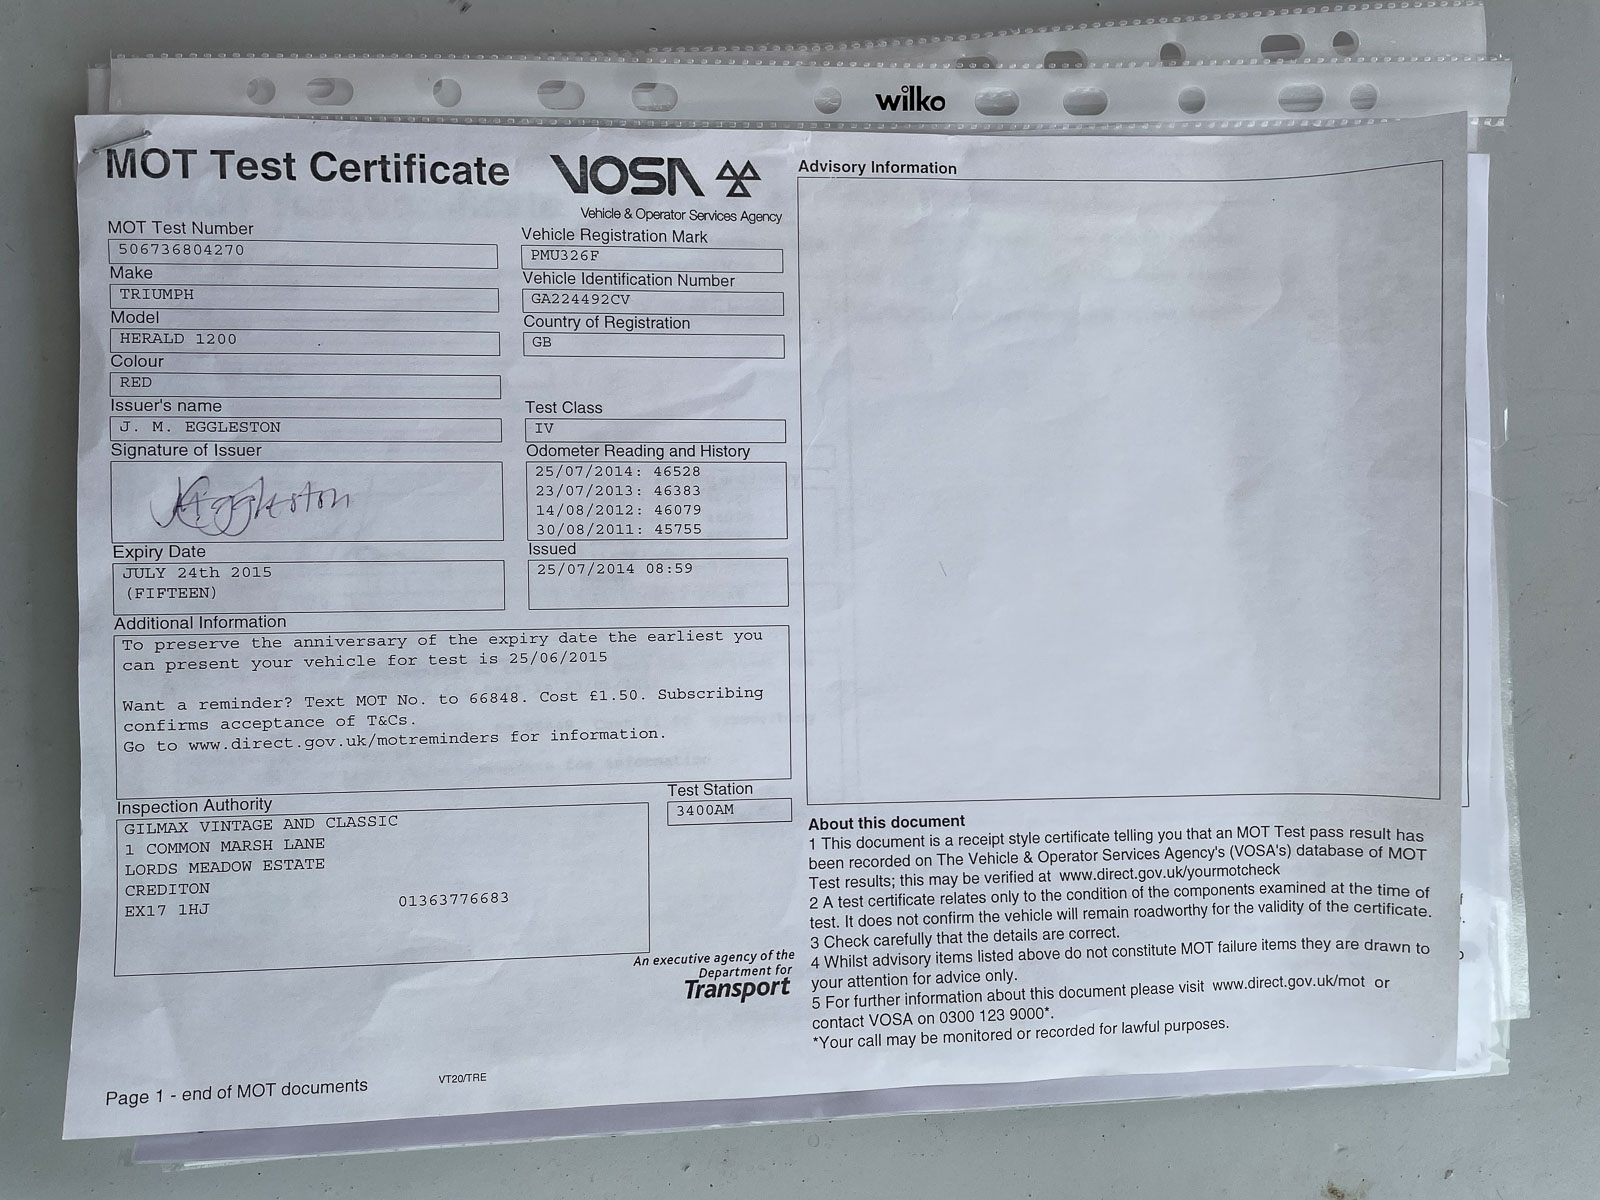 wilko
MOT Test Certificate
VOSA
Vehicle & Operator Services Agency
MOT Test Number
506736804270
Make
TRIUMPH
Model
HERALD 1200
Colour
RED
Issuer's name
J. M. EGGLESTON
Signature of Issuer
JEggleston
Expiry Date
JULY 24th 2015
(FIFTEEN)
Vehicle Registration Mark
PMU326F
Vehicle Identification Number
GA224492CV
Country of Registration
GB
Test Class
IV
Odometer Reading and History
25/07/2014: 46528
23/07/2013: 46383
14/08/2012: 46079
30/08/2011: 45755
Issued
25/07/2014 08:59
Additional Information
To preserve the anniversary of the expiry date the earliest you
can present your vehicle for test is 25/06/2015
Want a reminder? Text MOT No. to 66848. Cost £1.50. Subscribing
confirms acceptance of T&Cs.
Go to www.direct.gov.uk/motreminders for information.
Inspection Authority
GILMAX VINTAGE AND CLASSIC
1 COMMON MARSH LANE
LORDS MEADOW ESTATE
CREDITON
EX17 1HJ 01363776683
Test Station
3400AM
An executive agency of the
Department for
Transport
Page 1 - end of MOT documents
VT20/TRE
Advisory Information
About this document
1 This document is a receipt style certificate telling you that an MOT Test pass result has
been recorded on The Vehicle & Operator Services Agency's (VOSA's) database of MOT
Test results; this may be verified at www.direct.gov.uk/yourmotcheck
2 A test certificate relates only to the condition of the components examined at the time of
test. It does not confirm the vehicle will remain roadworthy for the validity of the certificate.
3 Check carefully that the details are correct.
4 Whilst advisory items listed above do not constitute MOT failure items they are drawn to
your attention for advice only.
5 For further information about this document please visit www.direct.gov.uk/mot or
contact VOSA on 0300 123 9000*.
*Your call may be monitored or recorded for lawful purposes.